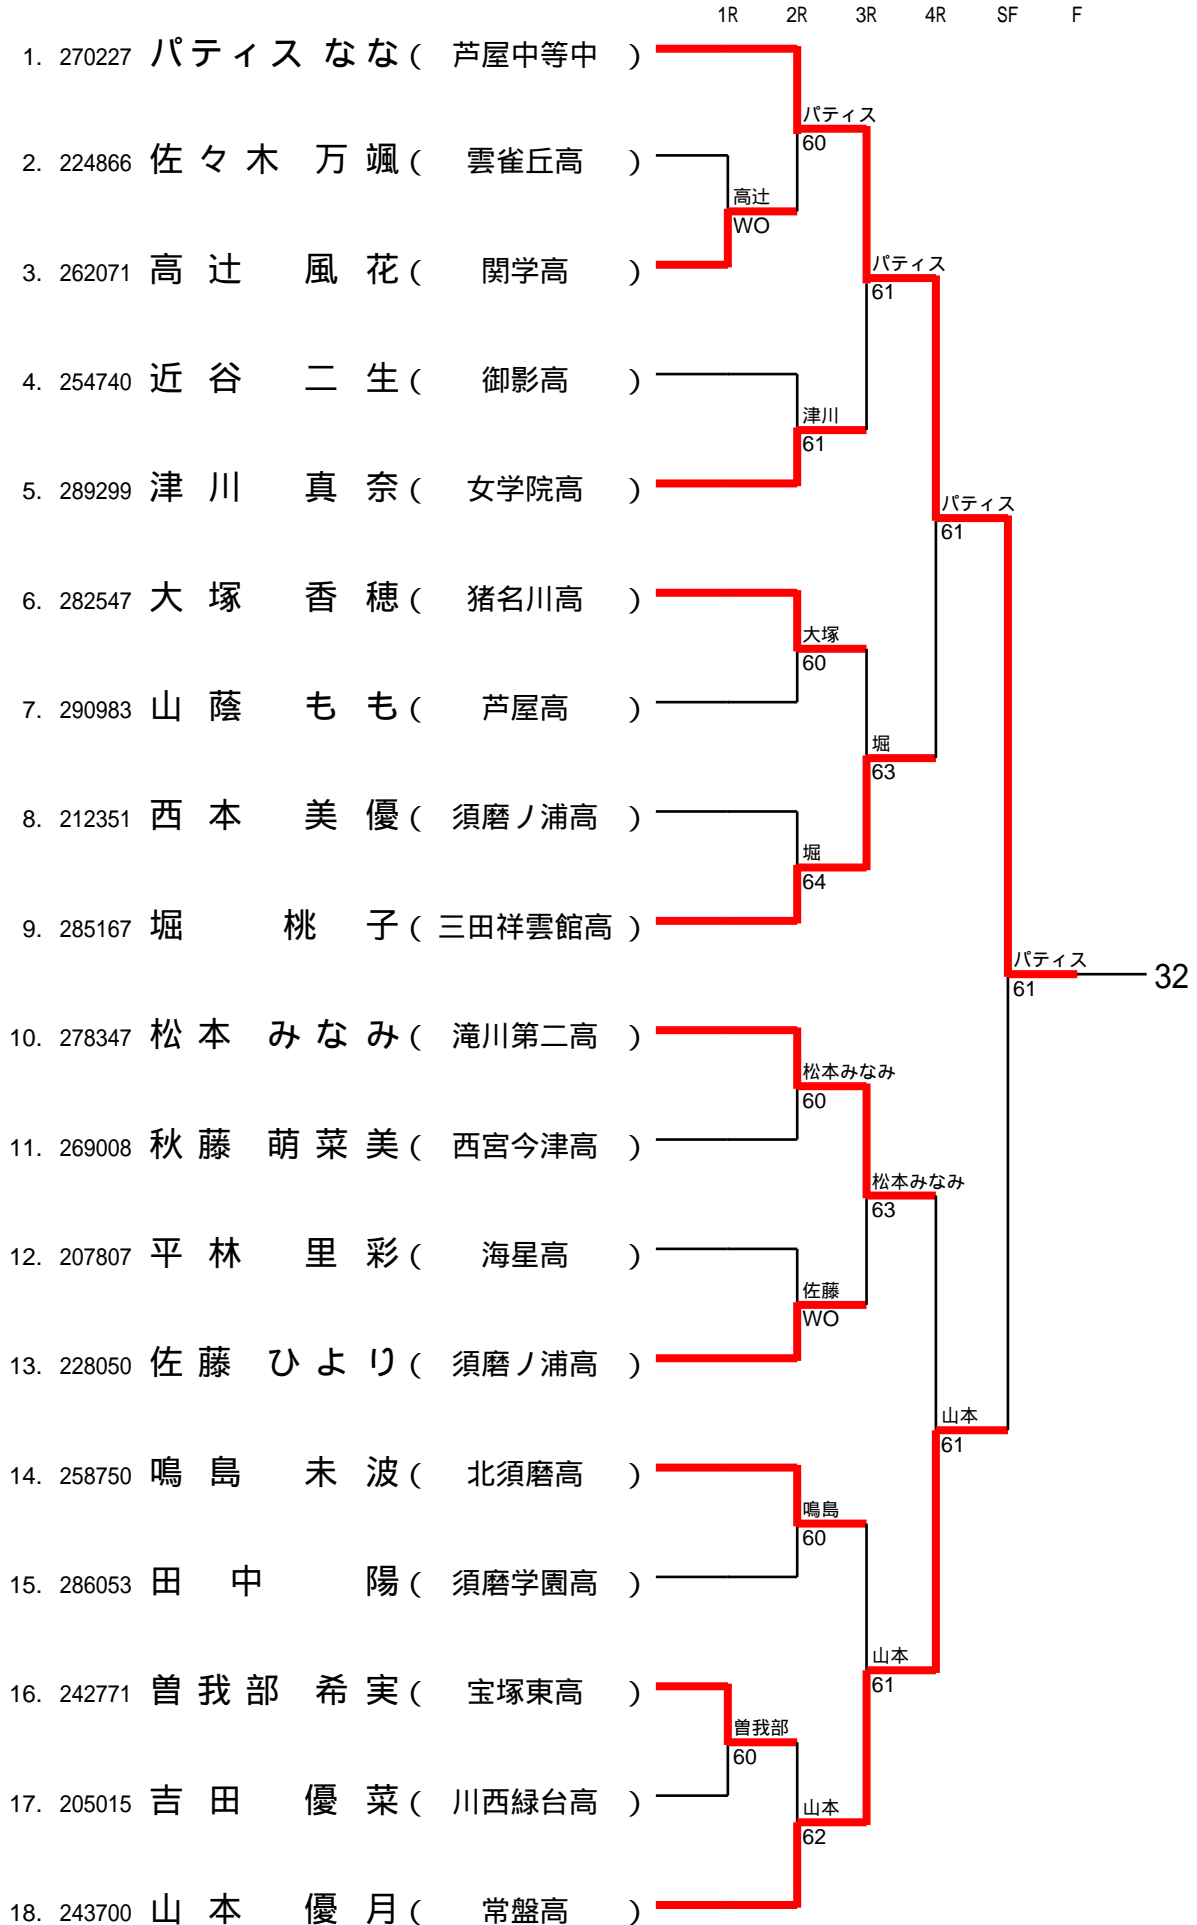 1R 2R 3R 4R SF F
1. 270227 パティス なな ( 芦屋中等中 )
パティス
60
2. 224866 佐々木 万颯 ( 雲雀丘高 )
高辻
WO
3. 262071 高辻 風花 ( 関学高 )
パティス
61
4. 254740 近谷 二生 ( 御影高 )
津川
61
5. 289299 津川 真奈 ( 女学院高 )
パティス
61
6. 282547 大塚 香穂 ( 猪名川高 )
大塚
60
7. 290983 山蔭 もも ( 芦屋高 )
堀
63
8. 212351 西本 美優 ( 須磨ノ浦高 )
堀
64
9. 285167 堀 桃子 ( 三田祥雲館高 )
パティス
61
32
10. 278347 松本 みなみ ( 滝川第二高 )
松本みなみ
60
11. 269008 秋藤 萌菜美 ( 西宮今津高 )
松本みなみ
63
12. 207807 平林 里彩 ( 海星高 )
佐藤
WO
13. 228050 佐藤 ひより ( 須磨ノ浦高 )
山本
61
14. 258750 鳴島 未波 ( 北須磨高 )
鳴島
60
15. 286053 田中 陽 ( 須磨学園高 )
山本
61
16. 242771 曽我部 希実 ( 宝塚東高 )
曽我部
60
17. 205015 吉田 優菜 ( 川西緑台高 )
山本
62
18. 243700 山本 優月 ( 常盤高 )